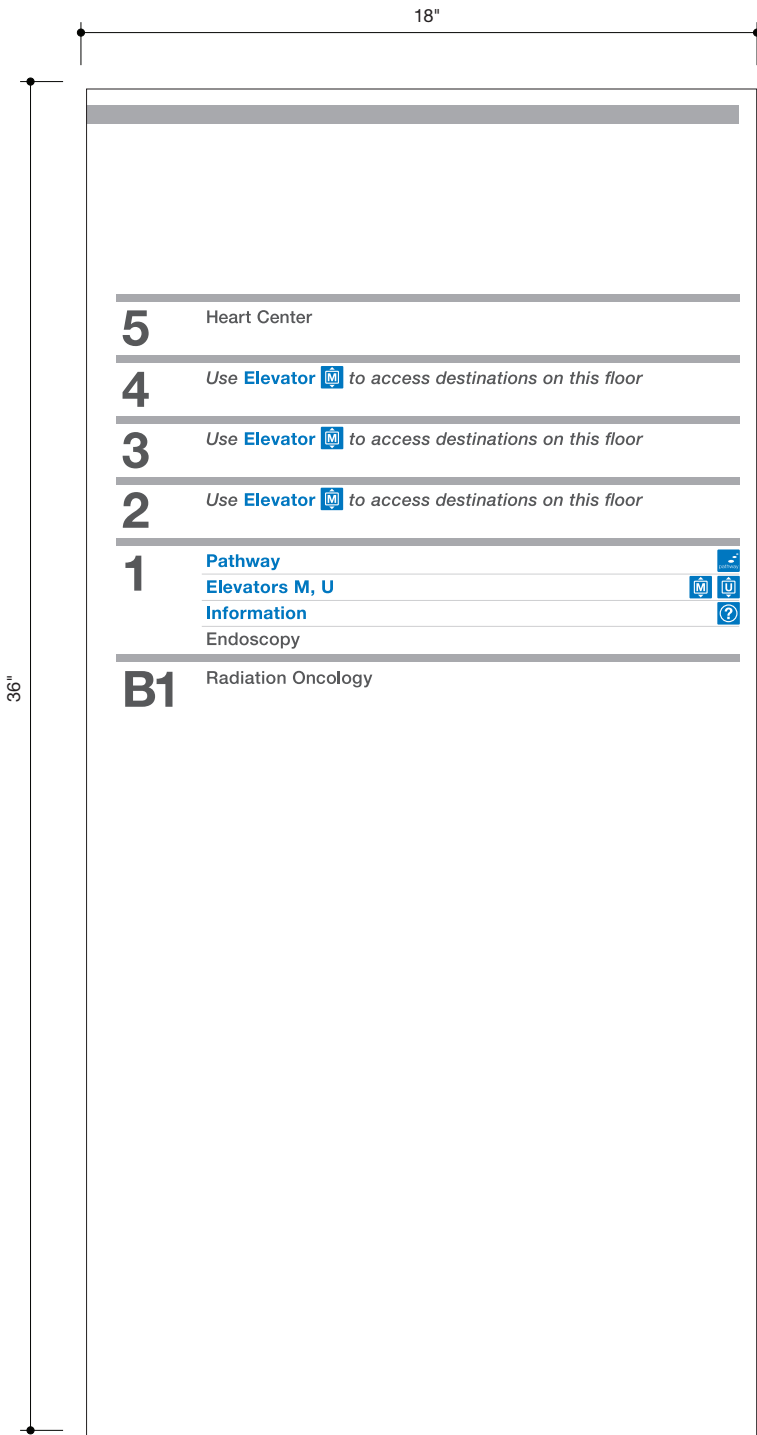 18"
36"
5 Heart Center
4 Use Elevator M to access destinations on this floor
3 Use Elevator M to access destinations on this floor
2 Use Elevator M to access destinations on this floor
1 Pathway pathway
Elevators M, U M U
Information ?
Endoscopy
B1 Radiation Oncology